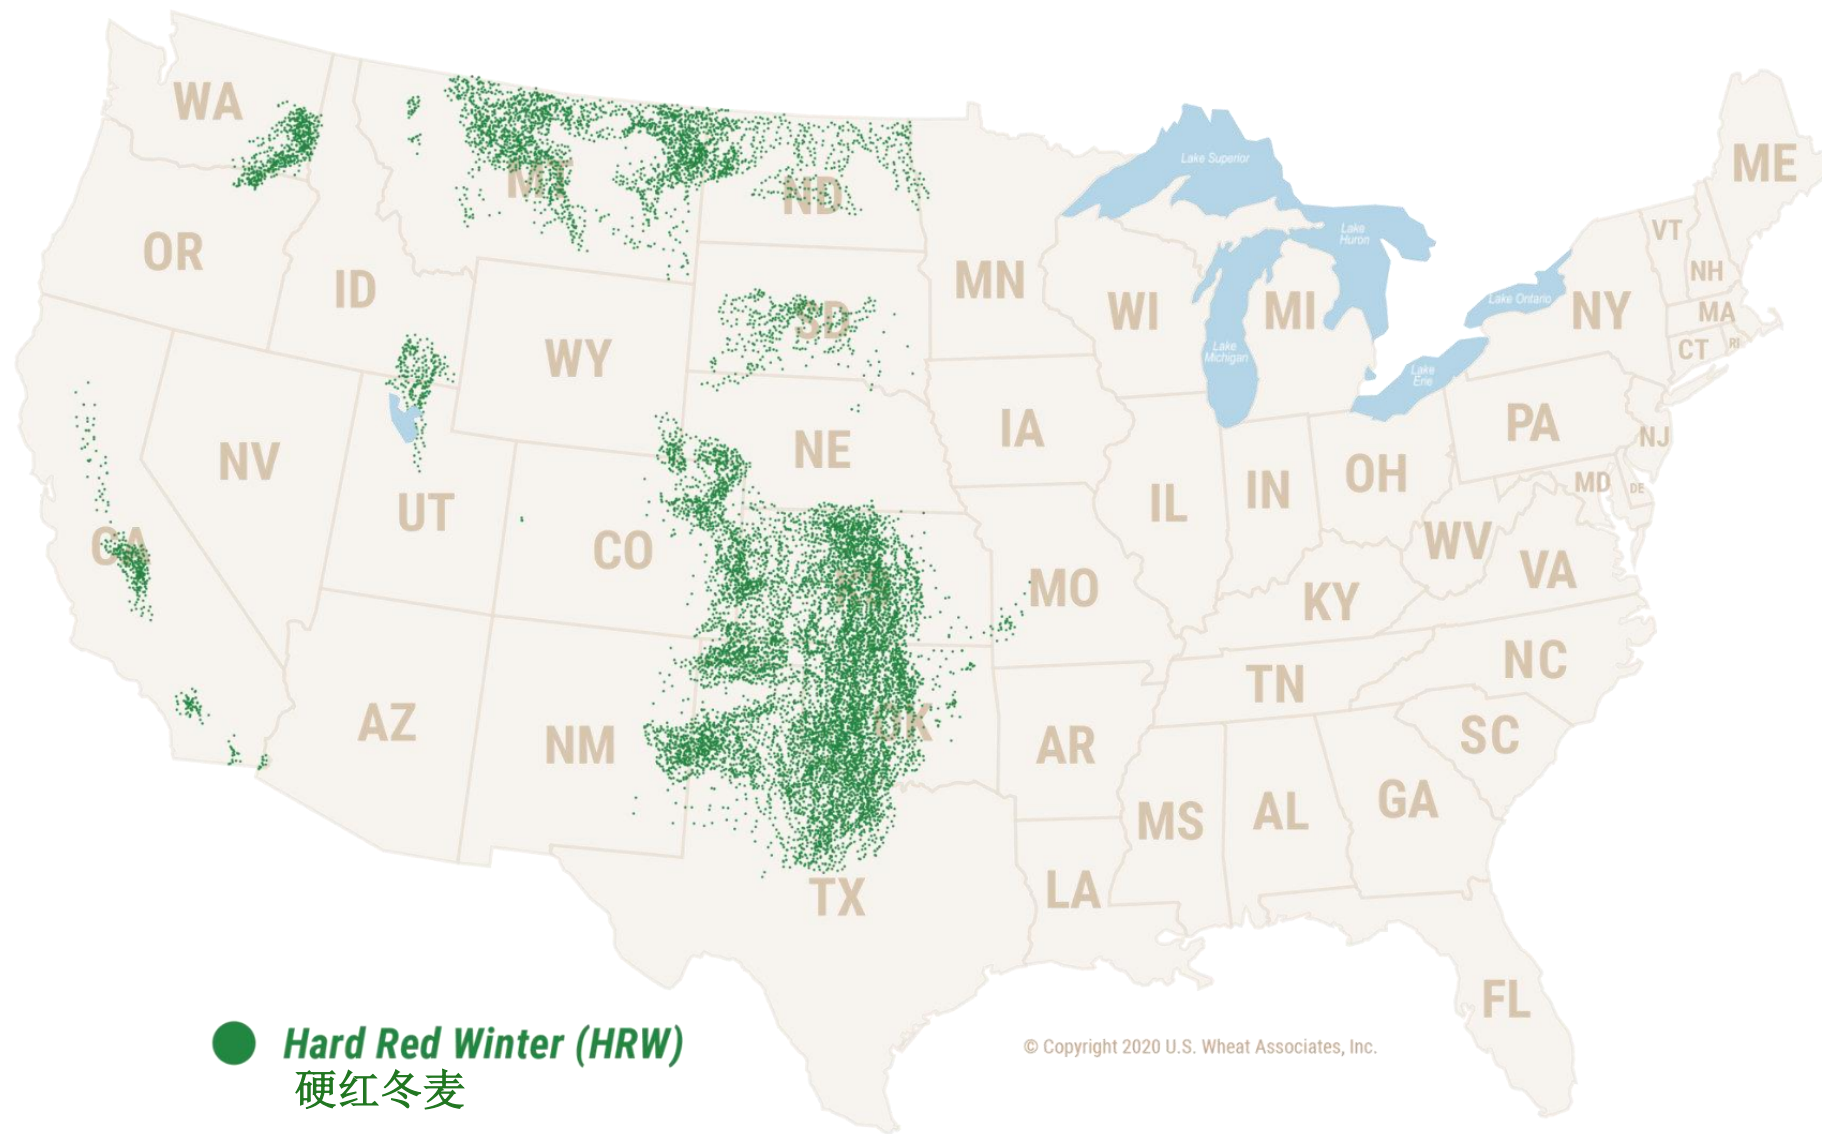 WA
ME
MT
ND
VT
Lake Superior
Lake
Huron
OR
NH
ID
MN
Lake Ontario
WI
MI
NY
MA
SD
CT
RI
WY
Lake
Michigan
Lake
Erie
IA
PA
NJ
NE
NV
OH
MD
DE
IL
IN
UT
CA
CO
WV
VA
MO
KY
KS
NC
TN
AZ
NM
OK
AR
SC
MS
AL
GA
LA
TX
FL
Hard Red Winter (HRW)
硬红冬麦
© Copyright 2020 U.S. Wheat Associates, Inc.